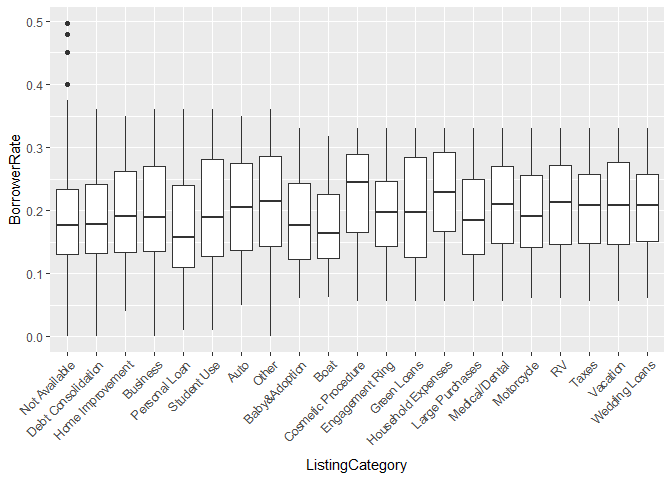 0.5
0.4
0.3
0.2
0.1
0.0
BorrowerRate
Not Available
Debt Consolidation
Home Improvement
Business
Personal Loan
Student Use
Auto
Other
Baby&Adoption
Boat
Cosmetic Procedure
Engagement Ring
Green Loans
Household Expenses
Large Purchases
Medical/Dental
Motorcycle
RV
Taxes
Vacation
Wedding Loans
ListingCategory